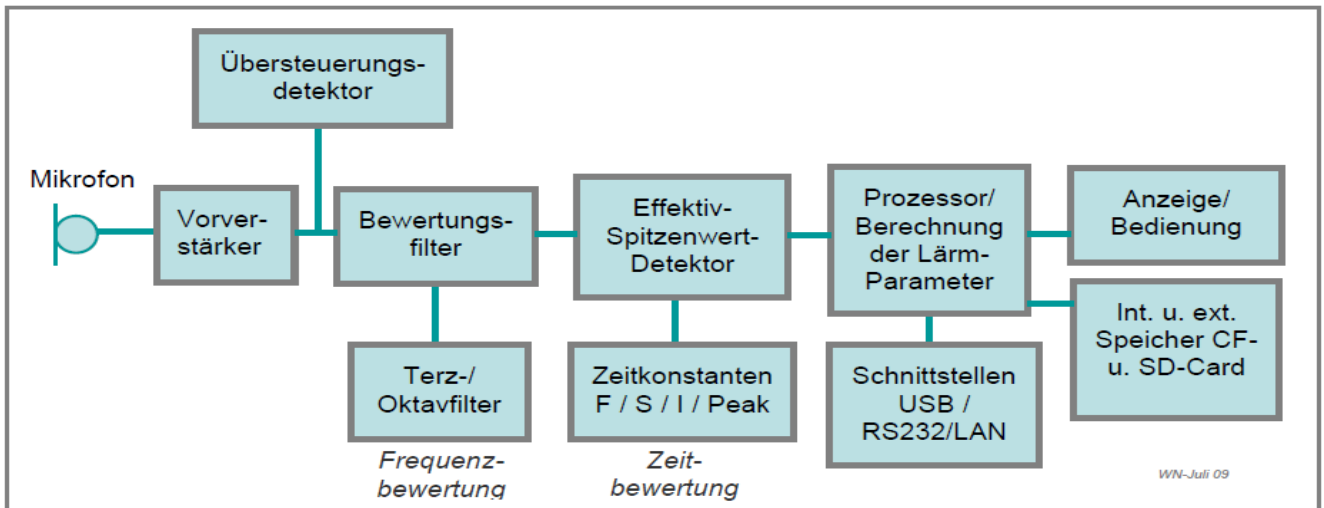 Übersteuerungs-
detektor
Mikrofon
Vorver-
stärker
Bewertungs-
filter
Effektiv-
Spitzenwert-
Detektor
Prozessor/
Berechnung
der Lärm-
Parameter
Anzeige/
Bedienung
Int. u. ext.
Speicher CF-
u. SD-Card
Terz-/
Oktavfilter
Zeitkonstanten
F / S / I / Peak
Schnittstellen
USB /
RS232/LAN
Frequenz-
bewertung
Zeit-
bewertung
WN-Juli 09